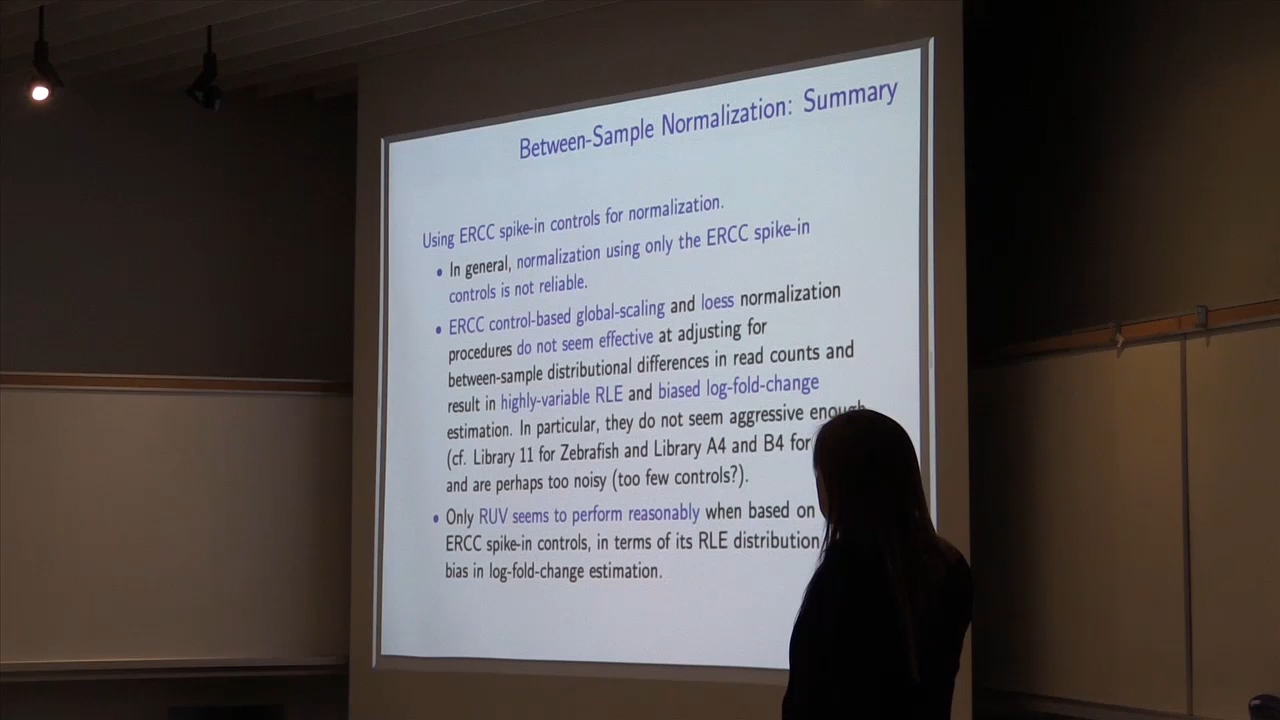 Between-Sample Normalization: Summary
Using ERCC spike-in controls for normalization.
• In general, normalization using only the ERCC spike-in
controls is not reliable.
• ERCC control-based global-scaling and loess normalization
procedures do not seem effective at adjusting for
between-sample distributional differences in read counts and
result in highly-variable RLE and biased log-fold-change
estimation. In particular, they do not seem aggressive enough
(cf. Library 11 for Zebrafish and Library A4 and B4 for
and are perhaps too noisy (too few controls?).
• Only RUV seems to perform reasonably when based on
ERCC spike-in controls, in terms of its RLE distribution
bias in log-fold-change estimation.